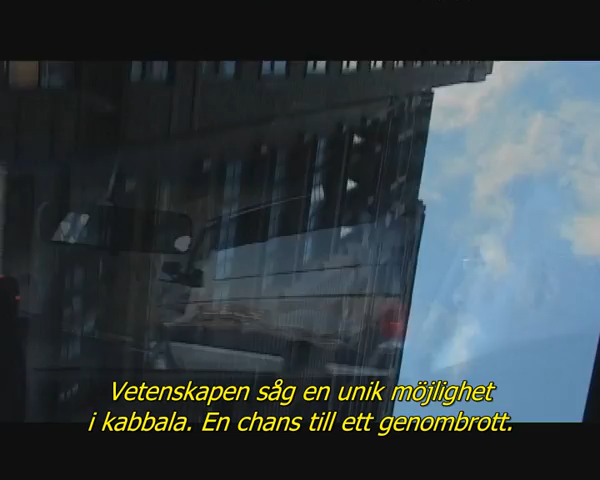 Vetenskapen såg en unik möjlighet
i kabbala. En chans till ett genombrott.